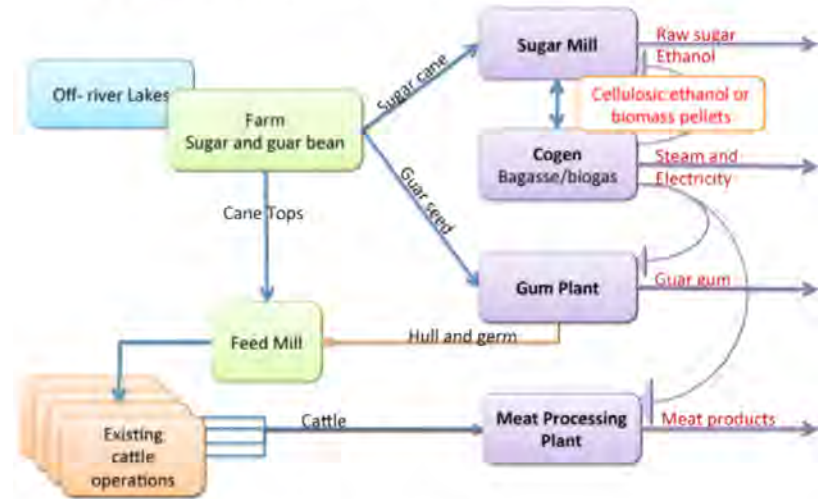 Sugar Mill
Raw sugar
Ethanol
Sugar cane
Off- river Lakes
Cellulosic ethanol or
biomass pellets
Farm
Sugar and guar bean
Cogen
Bagasse/biogas
Steam and
Electricity
Guar seed
Cane Tops
Gum Plant
Guar gum
Hull and germ
Feed Mill
Existing
cattle
operations
Cattle
Meat Processing
Plant
Meat products